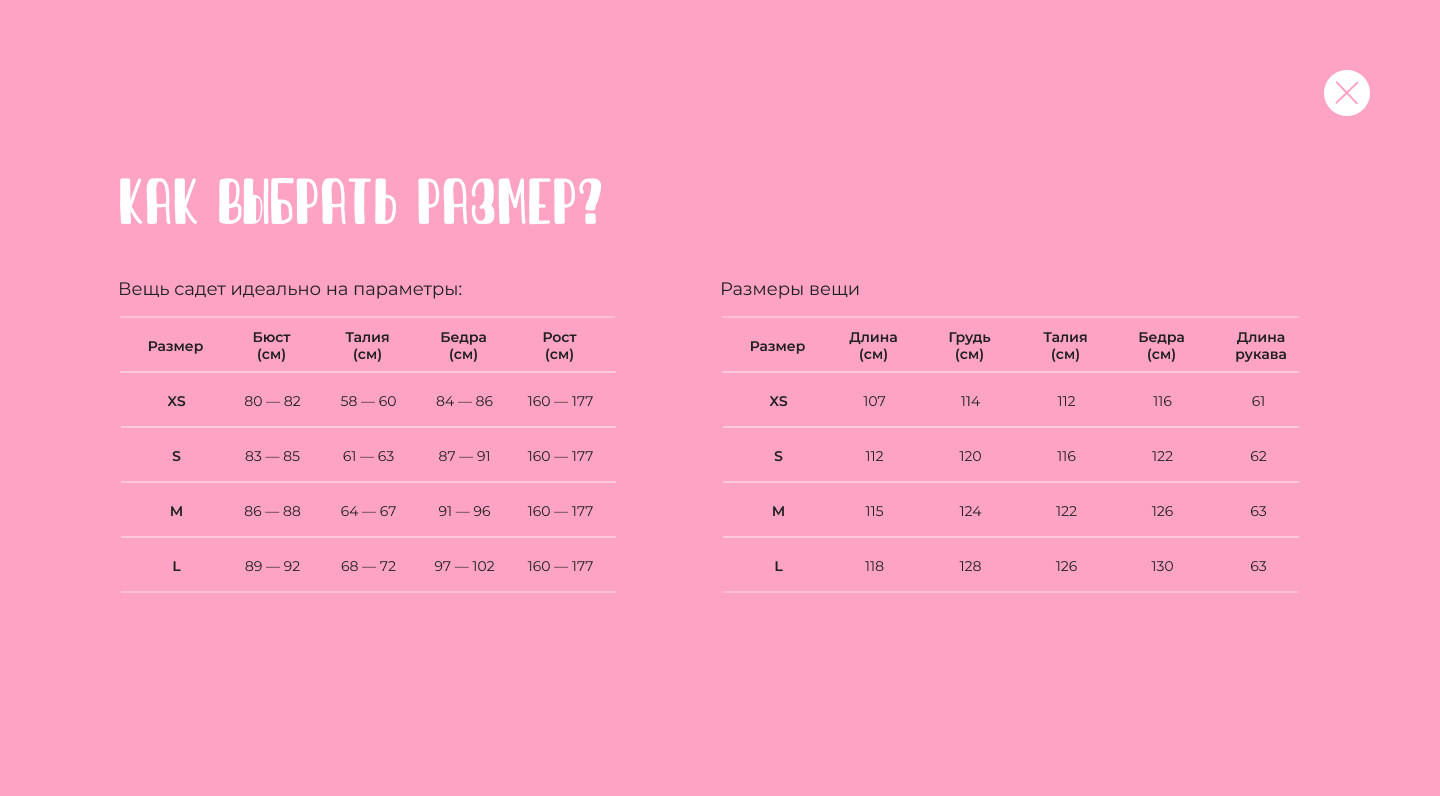 КАК ВЫБРАТЬ РАЗМЕР?
Вещь садет идеально на параметры:
Размер Бюст (см) Талия (см) Бедра (см) Рост (см)
XS 80 — 82 58 — 60 84 — 86 160 — 177
S 83 — 85 61 — 63 87 — 91 160 — 177
M 86 — 88 64 — 67 91 — 96 160 — 177
L 89 — 92 68 — 72 97 — 102 160 — 177
Размеры вещи
Размер Длина (см) Грудь (см) Талия (см) Бедра (см) Длина рукава
XS 107 114 112 116 61
S 112 120 116 122 62
M 115 124 122 126 63
L 118 128 126 130 63